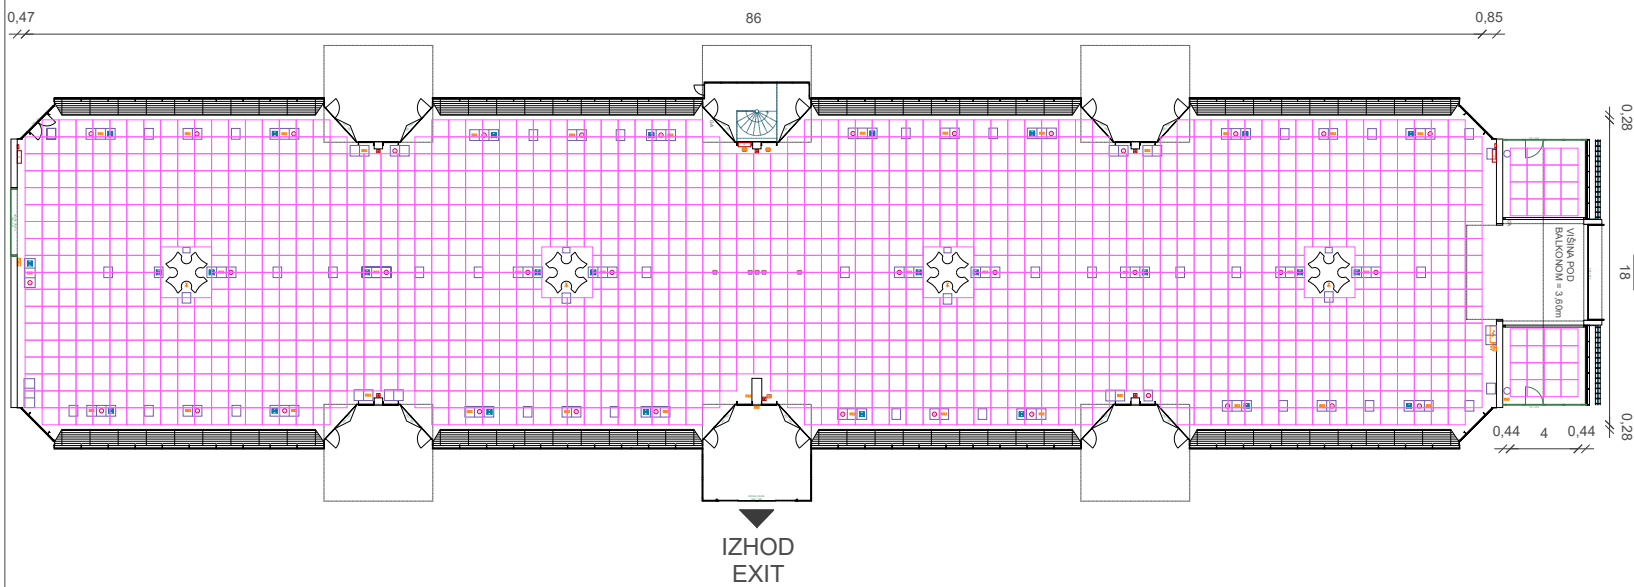 0,47
86
0,85
0,28
VIŠINA POD
BALKONOM = 3,60m
18
0,28
0,44
4
0,44
IZHOD
EXIT